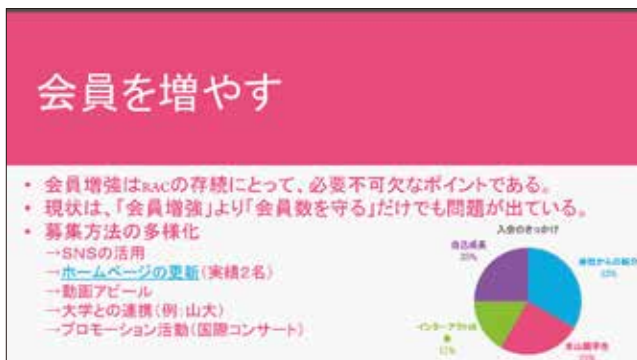 会員を増やす
• 会員増強はRACの存続にとって、必要不可欠なポイントである。
• 現状は、「会員増強」より「会員数を守る」だけでも問題が出ている。
• 募集方法の多様化
→SNSの活用
→ホームページの更新(実績2名)
→動画アピール
→大学との連携(例:山大)
→プロモーション活動(国際コンサート)
入会のきっかけ
自己成長